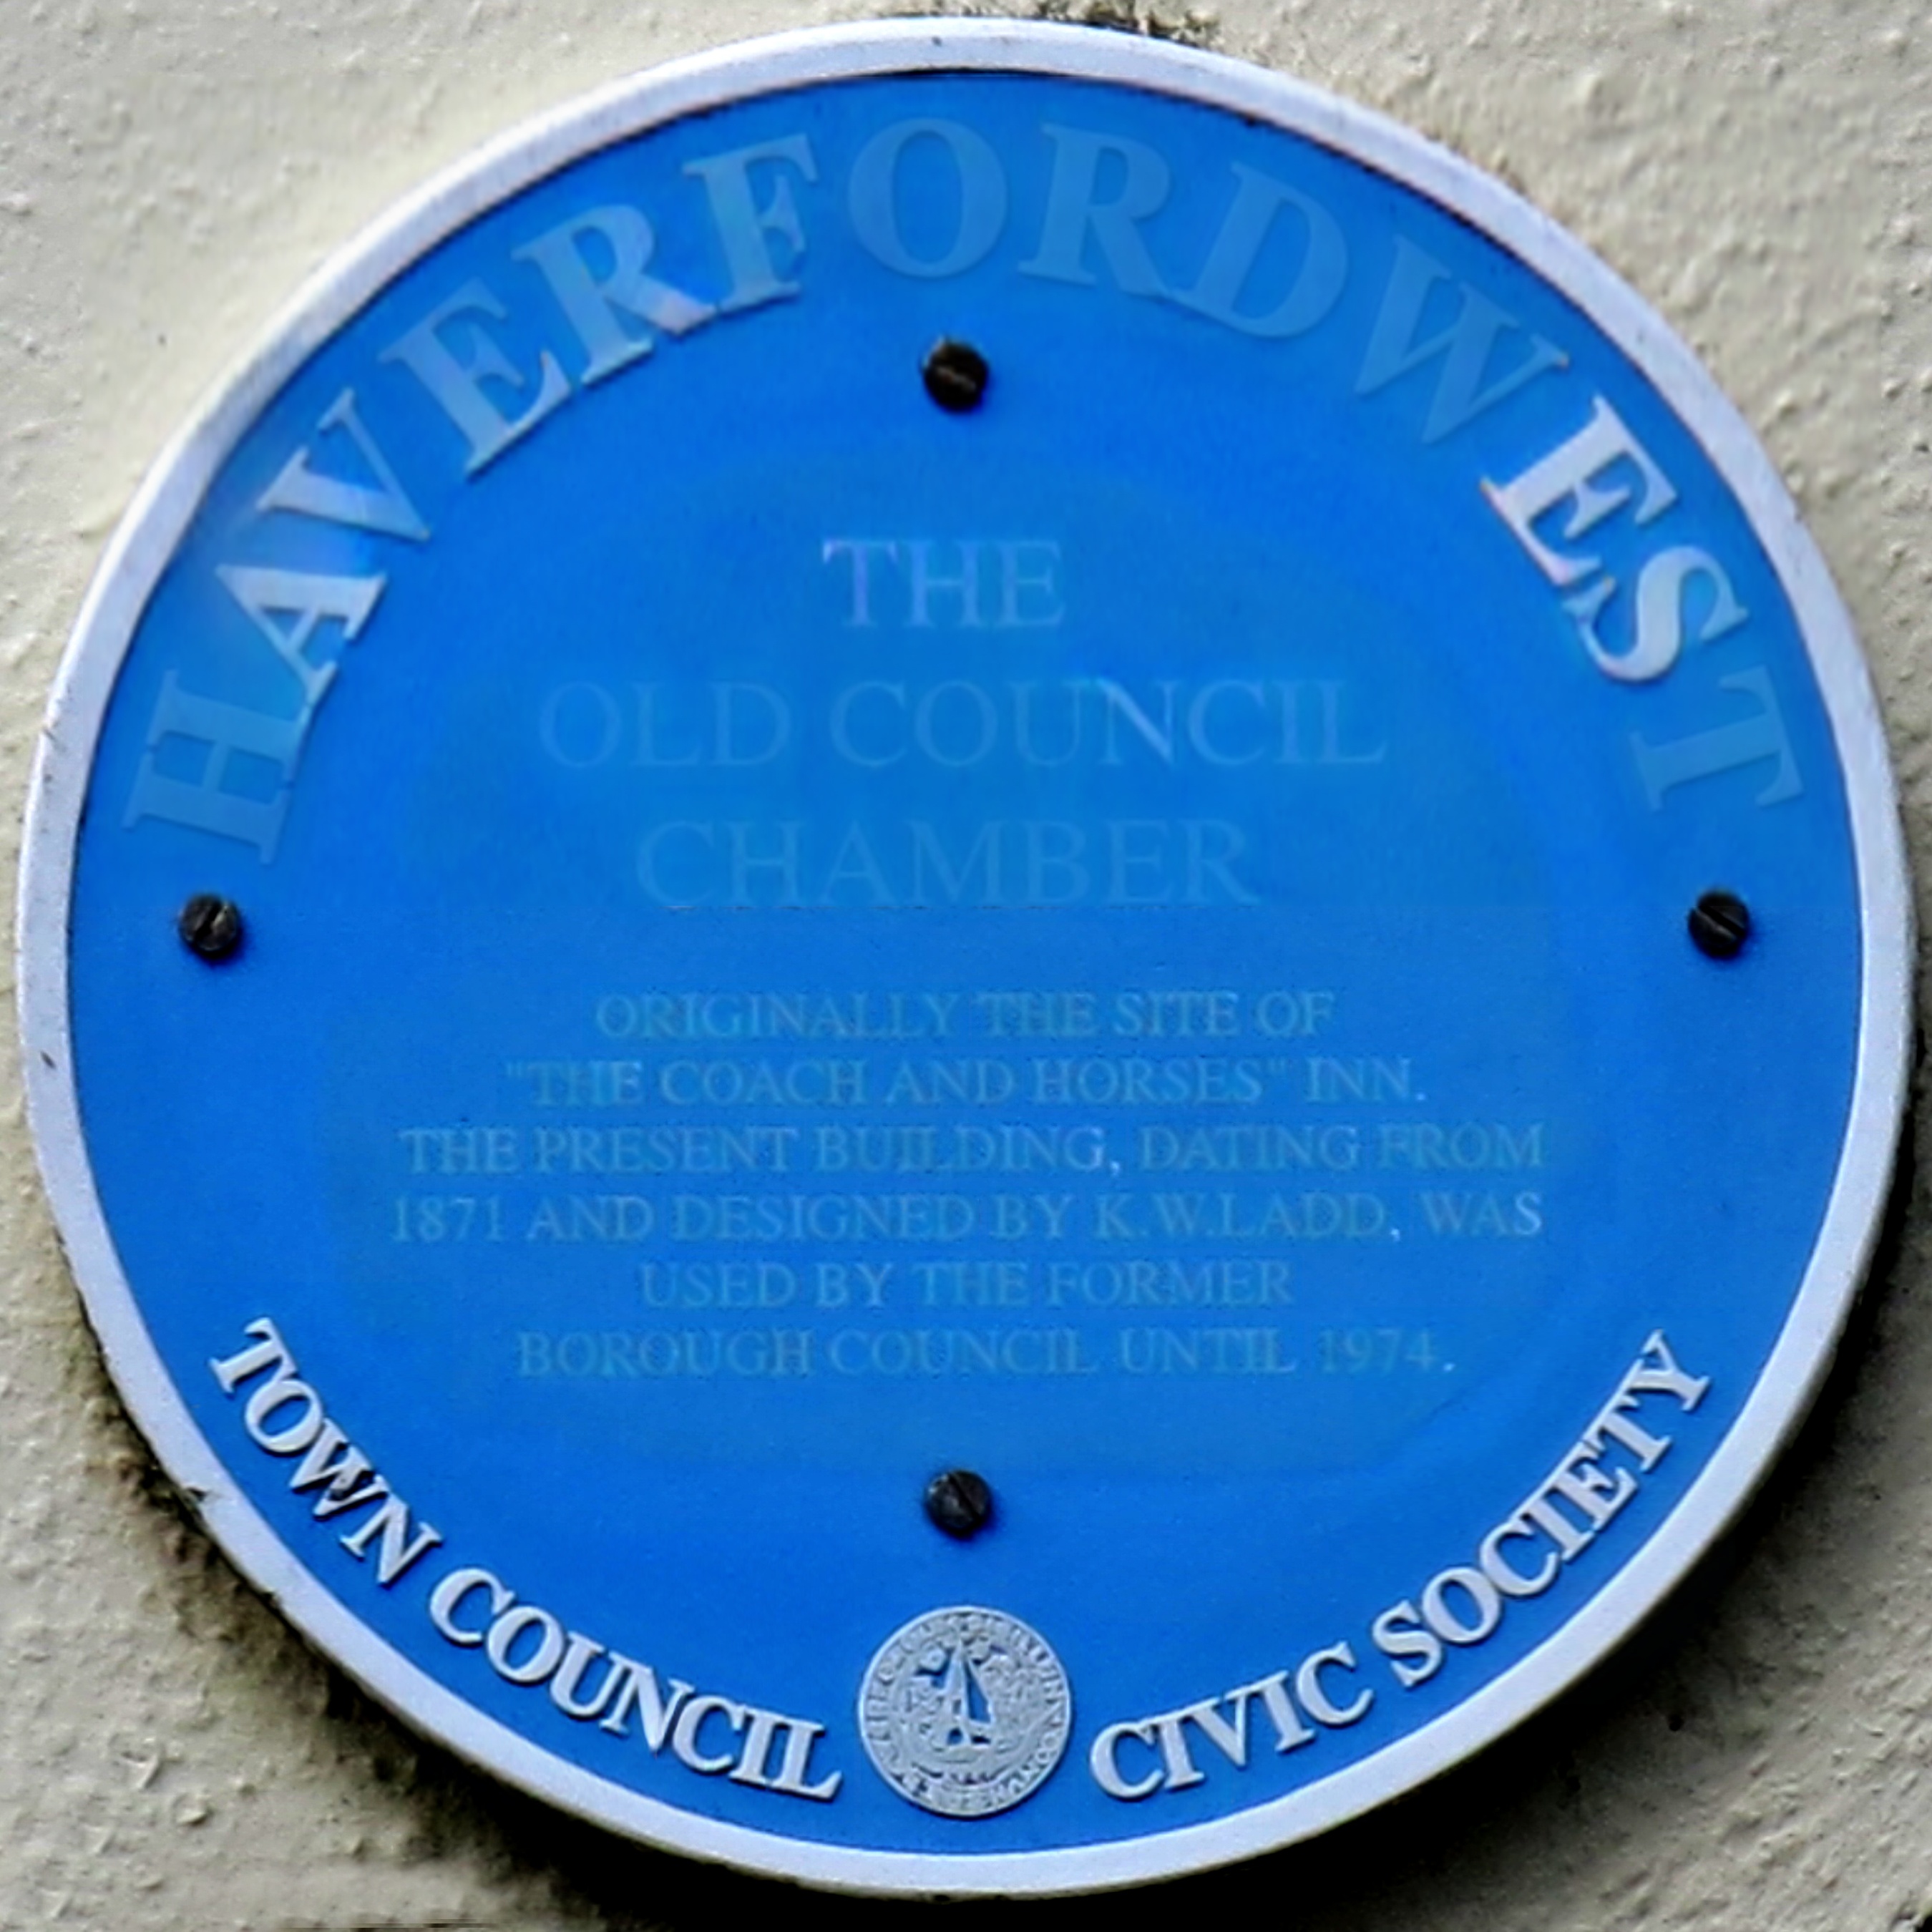 HAVERFORDWEST
THE
OLD COUNCIL
CHAMBER
ORIGINALLY THE SITE OF
"THE COACH AND HORSES" INN.
THE PRESENT BUILDING, DATING FROM
1871 AND DESIGNED BY K.W.LADD, WAS
USED BY THE FORMER
BOROUGH COUNCIL UNTIL 1974.
TOWN COUNCIL
CIVIC SOCIETY